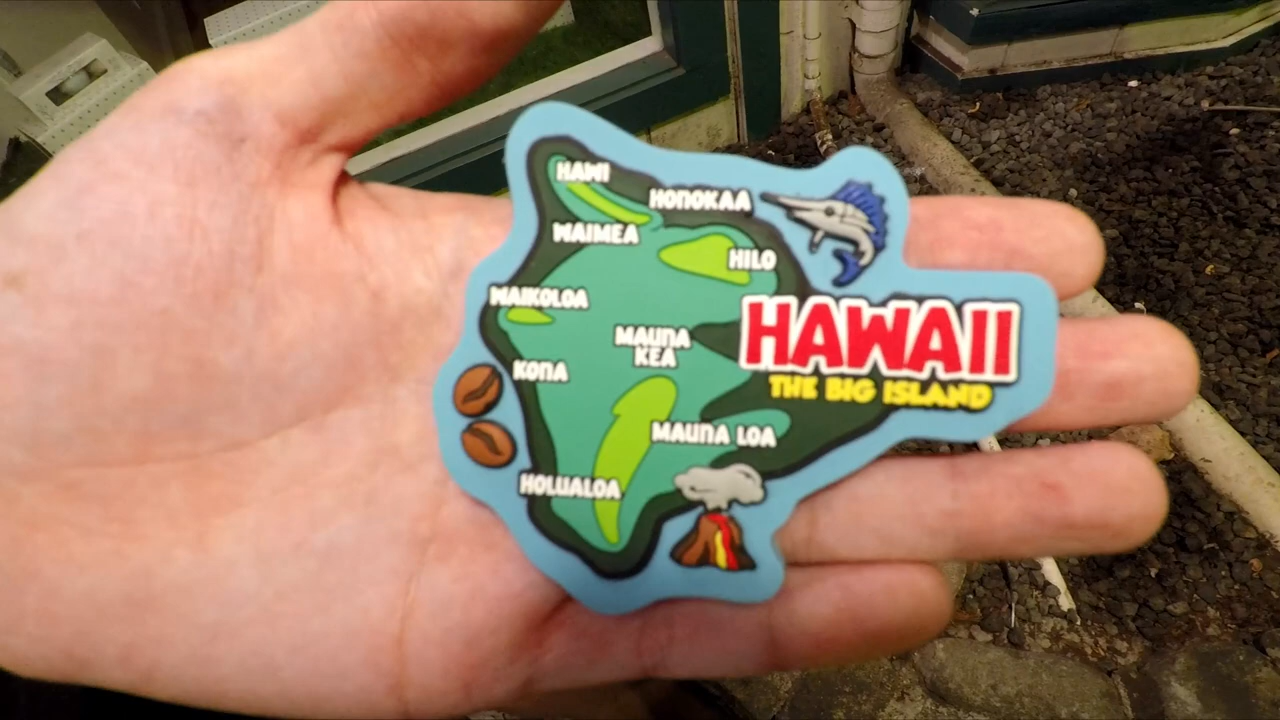 HAWI
HONOKAA
WAIMEA
HILO
WAIKOLOA
MAUNA
KEA
HAWAII
THE BIG ISLAND
KONA
MAUNA LOA
HOLUALOA